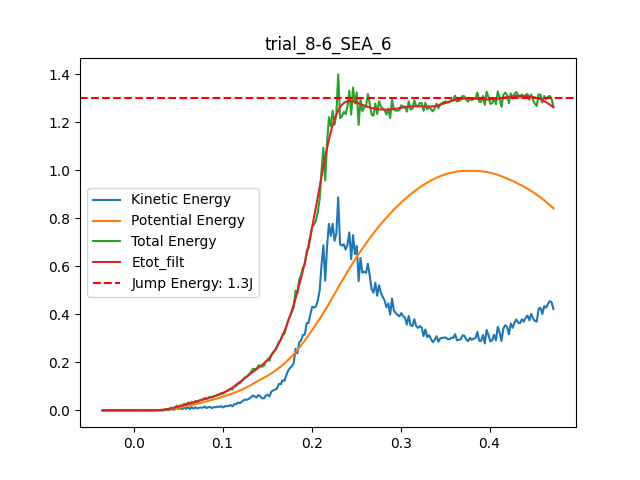 trial_8-6_SEA_6
1.4
1.2
1.0
0.8
0.6
0.4
0.2
0.0
Kinetic Energy
Potential Energy
Total Energy
Etot_filt
Jump Energy: 1.3J
0.0 0.1 0.2 0.3 0.4